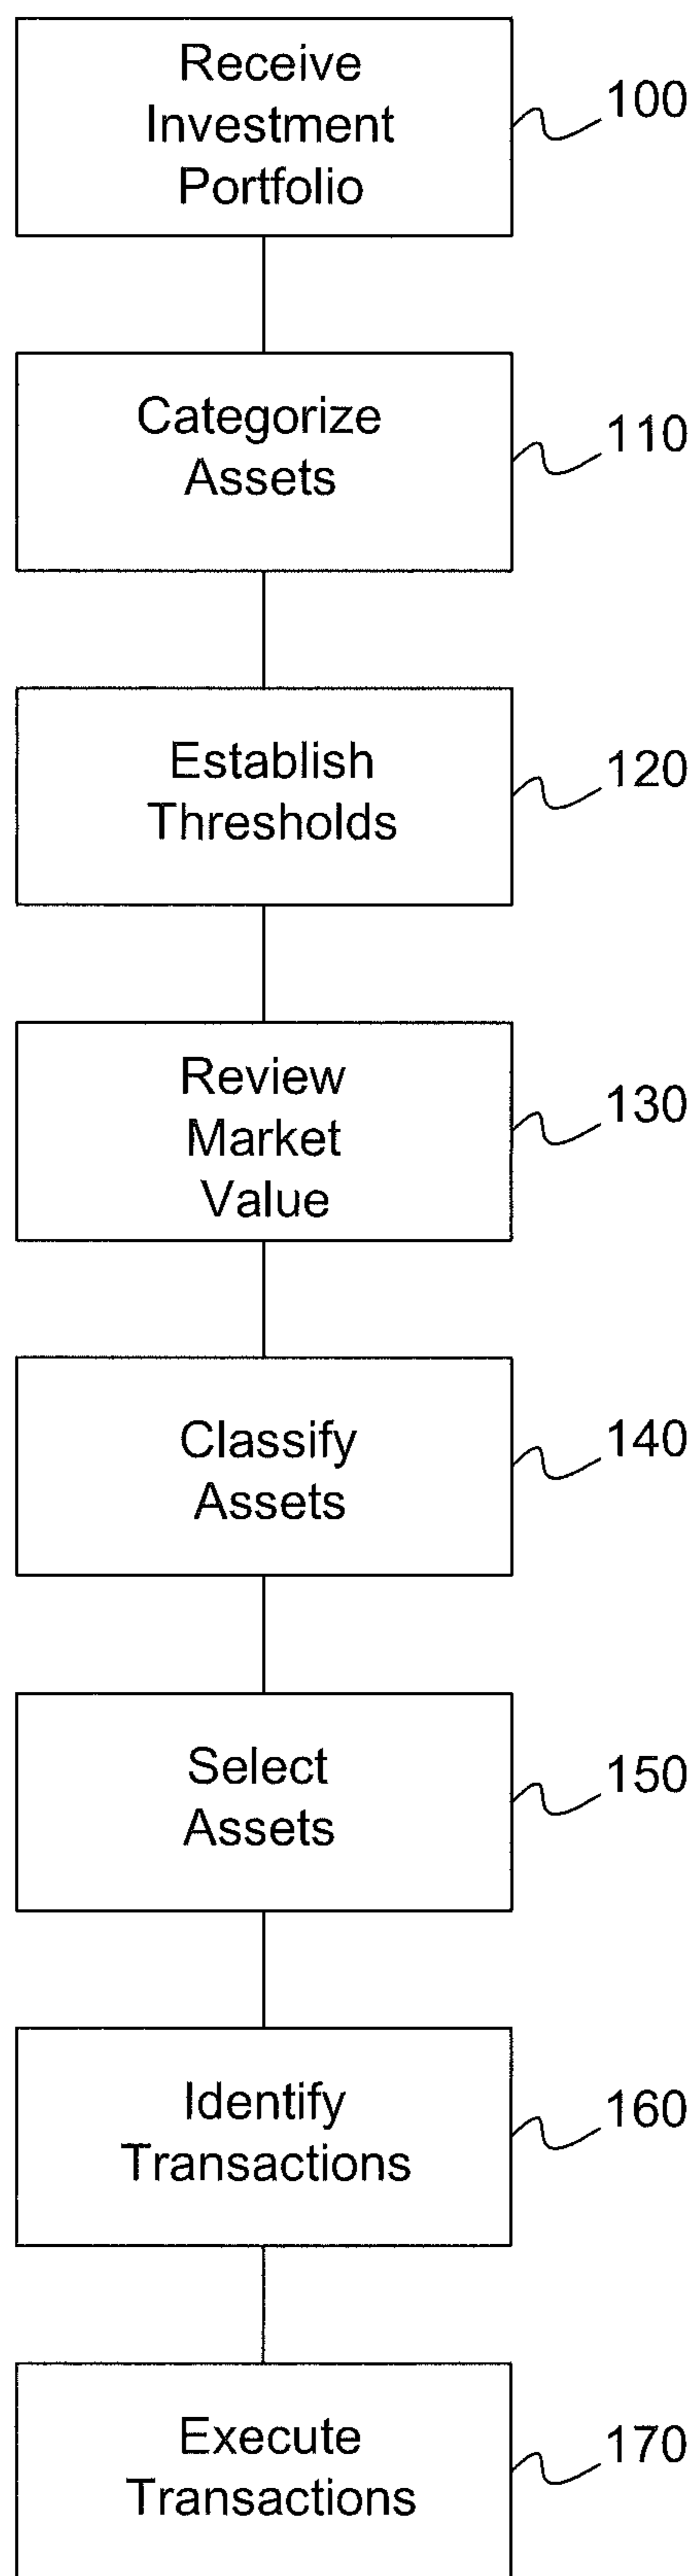 Receive
Investment
Portfolio
100
Categorize
Assets
110
Establish
Thresholds
120
Review
Market
Value
130
Classify
Assets
140
Select
Assets
150
Identify
Transactions
160
Execute
Transactions
170